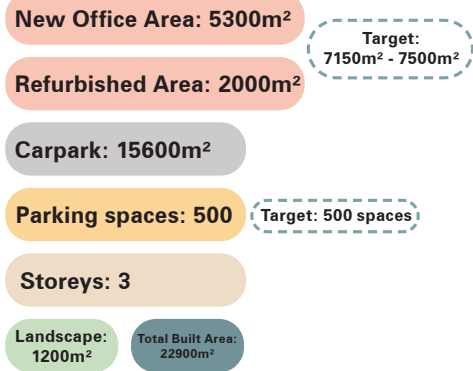 New Office Area: 5300m²
Target:
7150m² - 7500m²
Refurbished Area: 2000m²
Carpark: 15600m²
Parking spaces: 500
Target: 500 spaces
Storeys: 3
Landscape:
1200m²
Total Built Area:
22900m²